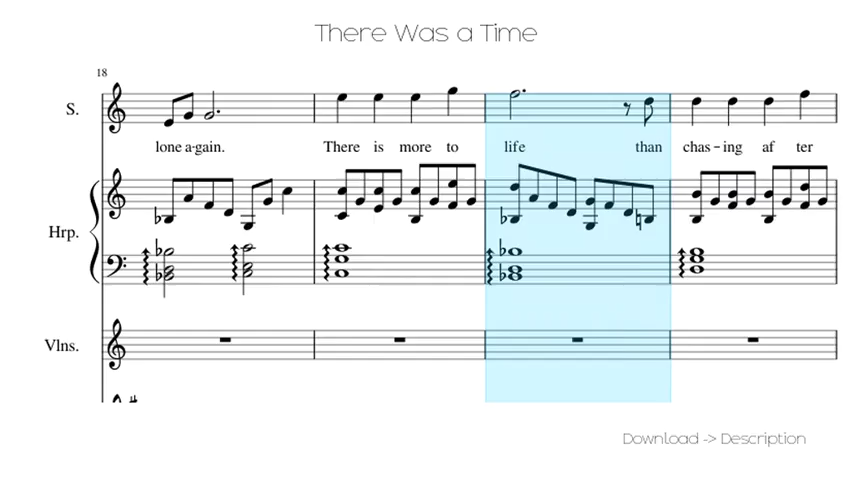 There Was a Time
18
S.
lone a-gain. There is more to life than chas-ing af ter
Hrp.
Vlns.
Download -> Description